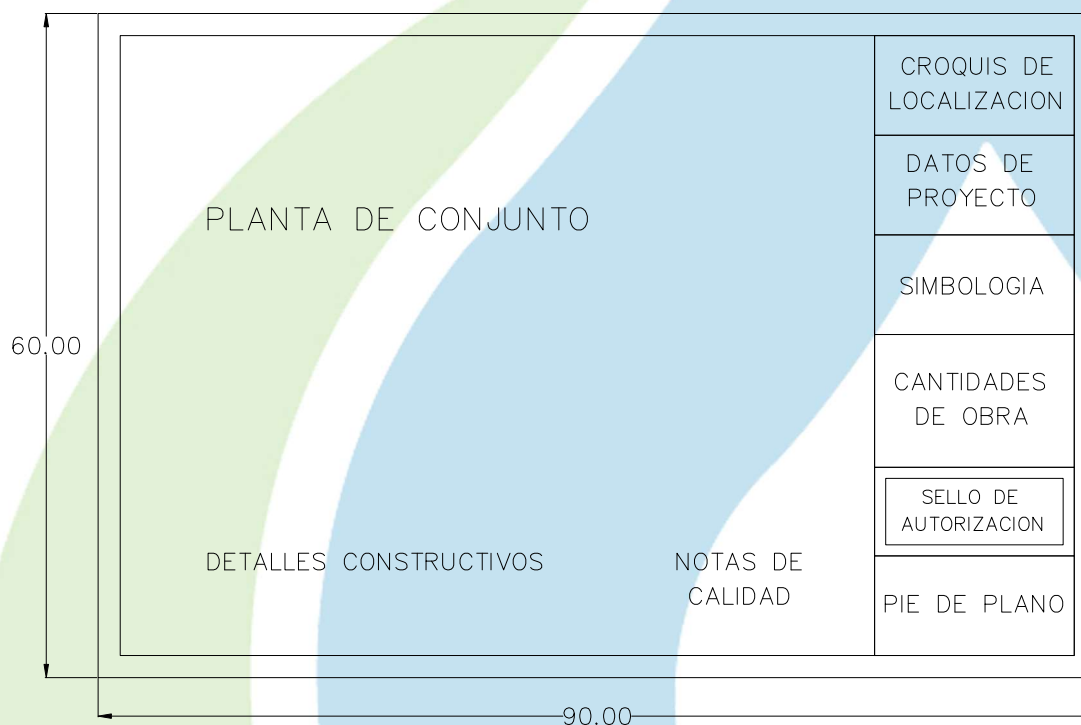 CROQUIS DE
LOCALIZACION
DATOS DE
PROYECTO
PLANTA DE CONJUNTO
SIMBOLOGIA
60.00
CANTIDADES
DE OBRA
SELLO DE
AUTORIZACION
DETALLES CONSTRUCTIVOS
NOTAS DE
CALIDAD
PIE DE PLANO
90.00